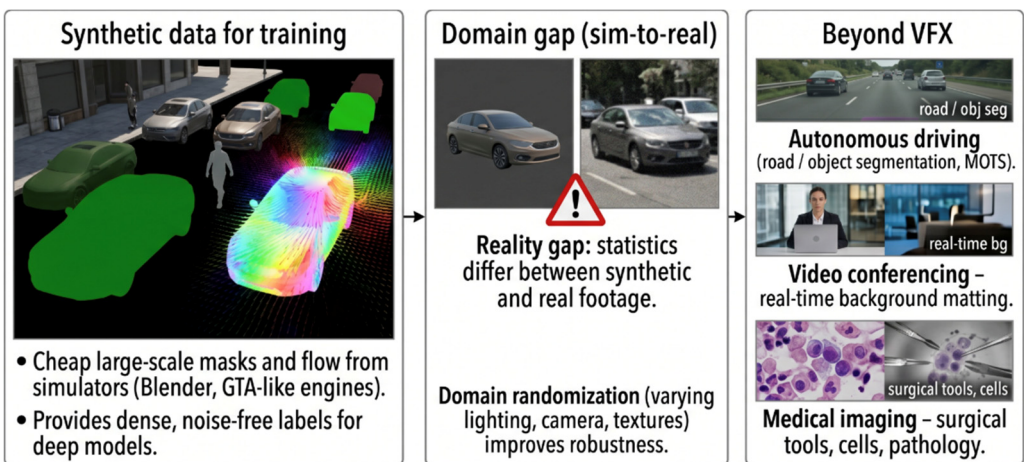 Synthetic data for training
• Cheap large-scale masks and flow from
simulators (Blender, GTA-like engines).
• Provides dense, noise-free labels for
deep models.
Domain gap (sim-to-real)
!
Reality gap: statistics
differ between synthetic
and real footage.
Domain randomization (varying
lighting, camera, textures)
improves robustness.
Beyond VFX
road / obj seg
Autonomous driving
(road / object segmentation, MOTS).
real-time bg
Video conferencing –
real-time background matting.
surgical tools, cells
Medical imaging – surgical
tools, cells, pathology.